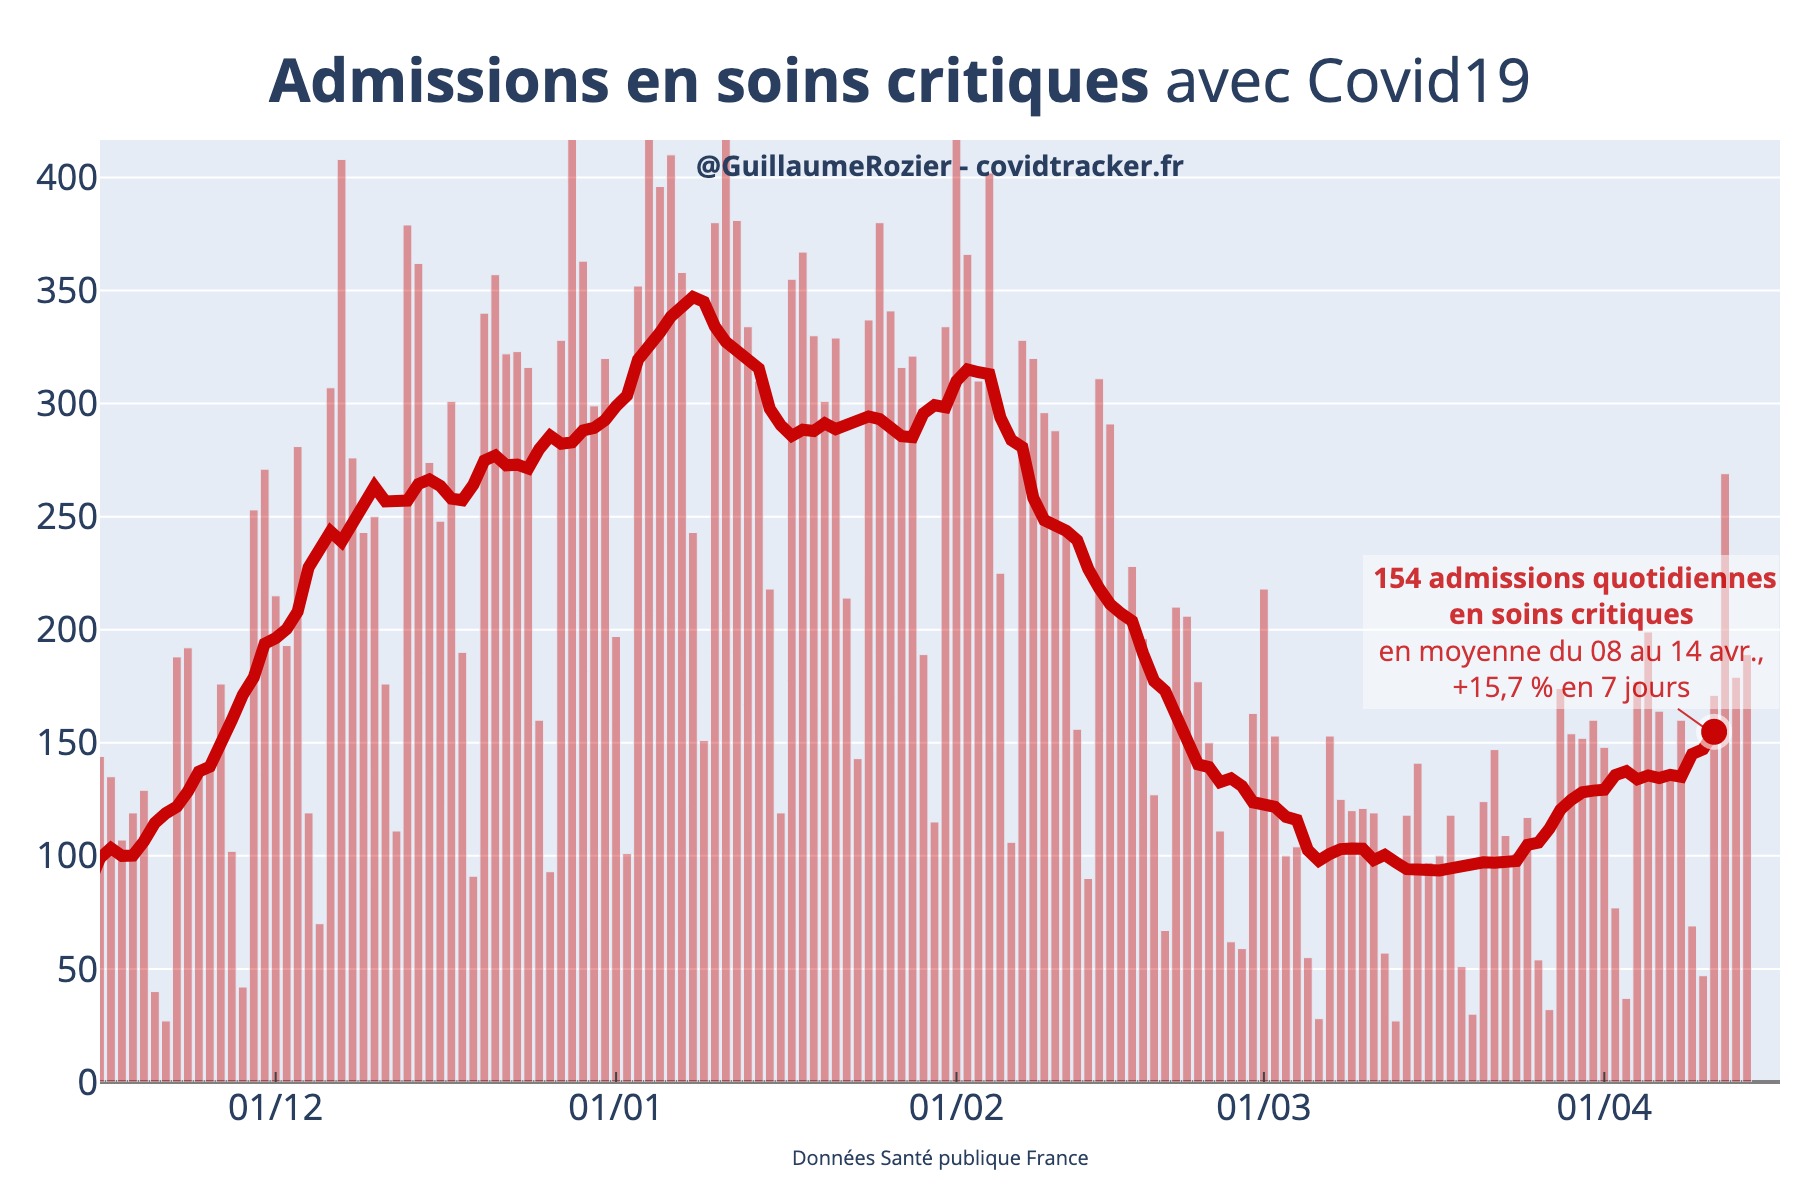 Admissions en soins critiques avec Covid19
@GuillaumeRozier - covidtracker.fr
400
350
300
250
200
150
100
50
0
154 admissions quotidiennes
en soins critiques
en moyenne du 08 au 14 avr.,
+15,7 % en 7 jours
01/12
01/01
01/02
01/03
01/04
Données Santé publique France